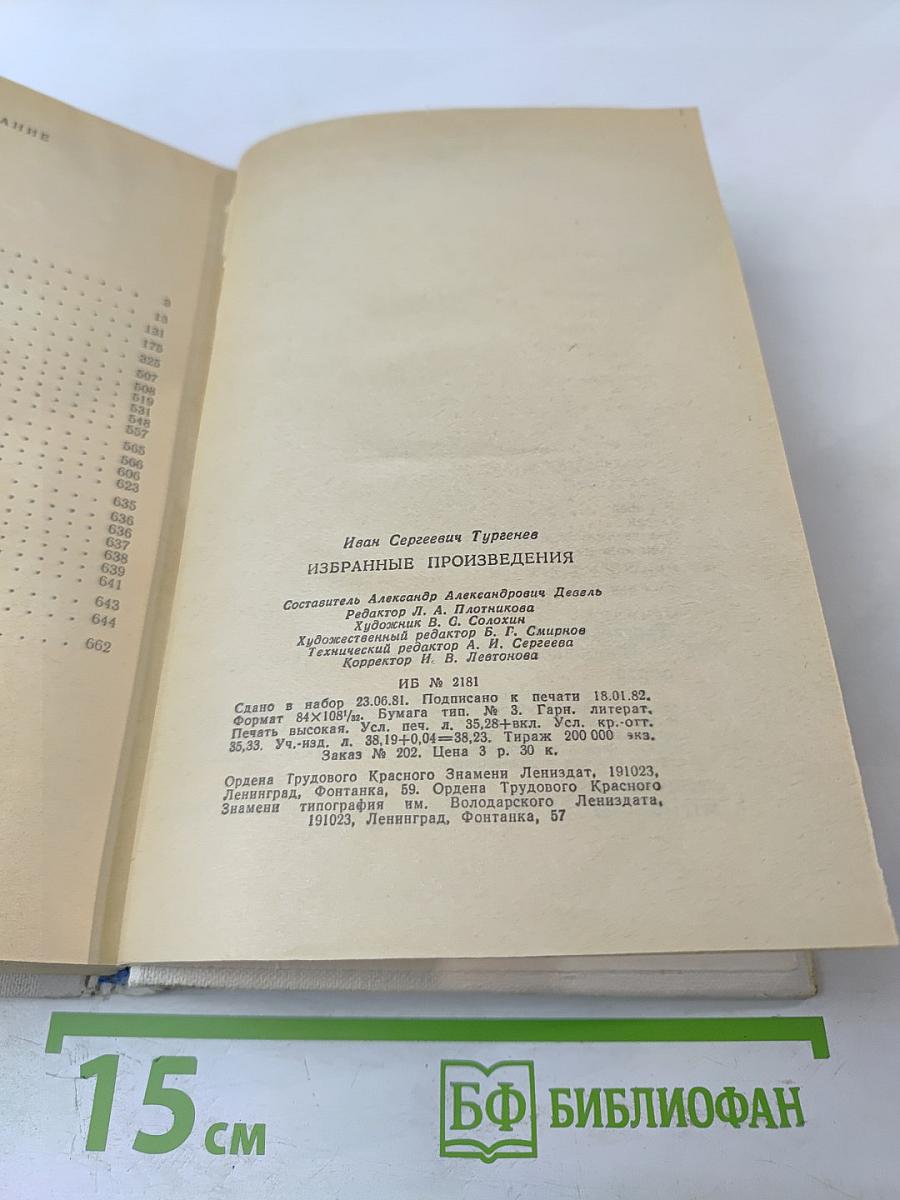 АНИЕ
3
13
131
175
325
507
508
519
531
548
557
565
566
606
623
635
636
636
637
638
639
641
643
644
662
Иван Сергеевич Тургенев
ИЗБРАННЫЕ ПРОИЗВЕДЕНИЯ
Составитель Александр Александрович Девель
Редактор Л. А. Плотникова
Художник В. С. Солохин
Художественный редактор Б. Г. Смирнов
Технический редактор А. И. Сергеева
Корректор И. В. Левтонова
ИБ № 2181
Сдано в набор 23.06.81. Подписано к печати 18.01.82.
Формат 84×108¹/₃₂. Бумага тип. № 3. Гарн. литерат.
Печать высокая. Усл. печ. л. 35,28+вкл. Усл. кр.-отт.
35,33. Уч.-изд. л. 38,19+0,04=38,23. Тираж 200 000 экз.
Заказ № 202. Цена 3 р. 30 к.
Ордена Трудового Красного Знамени Лениздат, 191023,
Ленинград, Фонтанка, 59. Ордена Трудового Красного
Знамени типография им. Володарского Лениздата,
191023, Ленинград, Фонтанка, 57
15 см
БФ БИБЛИОФАН